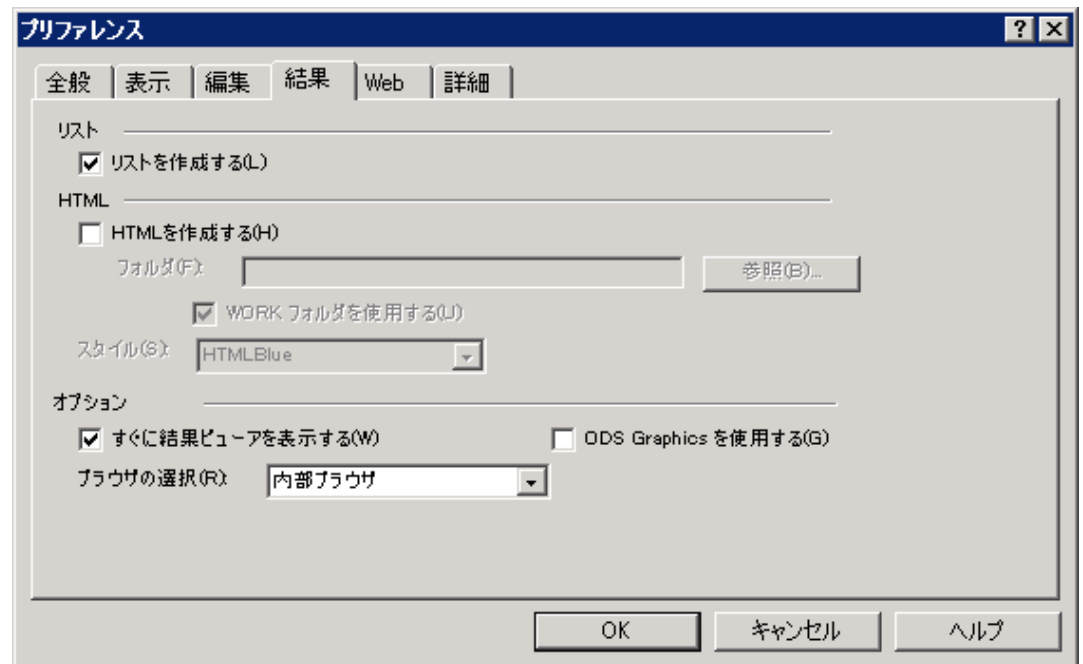 プリファレンス
全般 表示 編集 結果 Web 詳細
リスト
リストを作成する(L)
HTML
HTMLを作成する(H)
フォルダ(F): 参照(B)...
WORK フォルダを使用する(U)
スタイル(S): HTMLBlue
オプション
すぐに結果ビューアを表示する(W) ODS Graphics を使用する(G)
ブラウザの選択(R): 内部ブラウザ
OK キャンセル ヘルプ